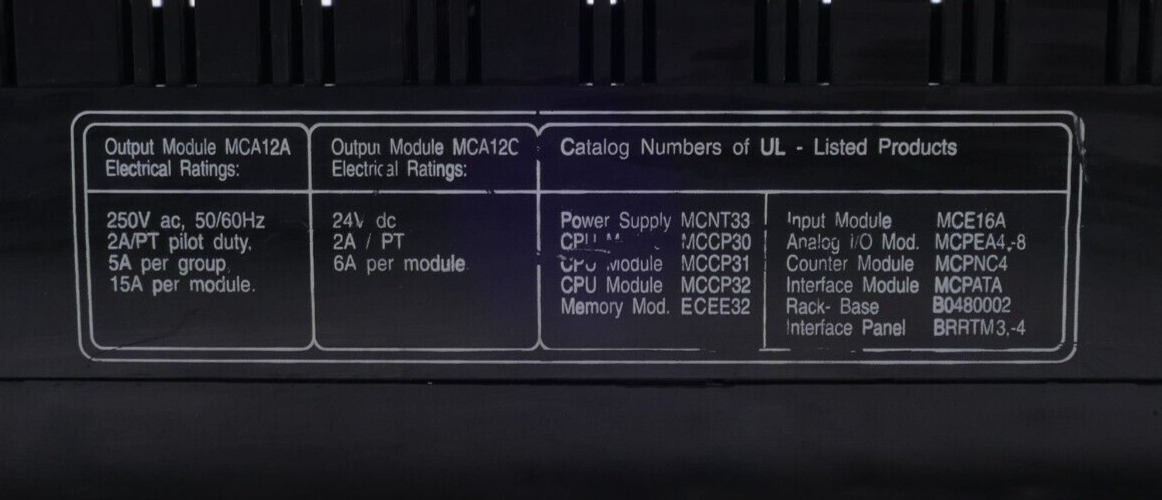 Output Module MCA12A
Electrical Ratings:
250V ac, 50/60Hz
2A/PT pilot duty.
5A per group
15A per module.
Output Module MCA12C
Electrical Ratings:
24V dc
2A / PT
6A per module
Catalog Numbers of UL - Listed Products
Power Supply MCNT33
CPU MCCP30
CPU Module MCCP31
CPU Module MCCP32
Memory Mod. ECEE32
Input Module MCE16A
Analog I/O Mod. MCPEA4,-8
Counter Module MCPNC4
Interface Module MCPATA
Rack- Base B0480002
Interface Panel BRRTM3,-4